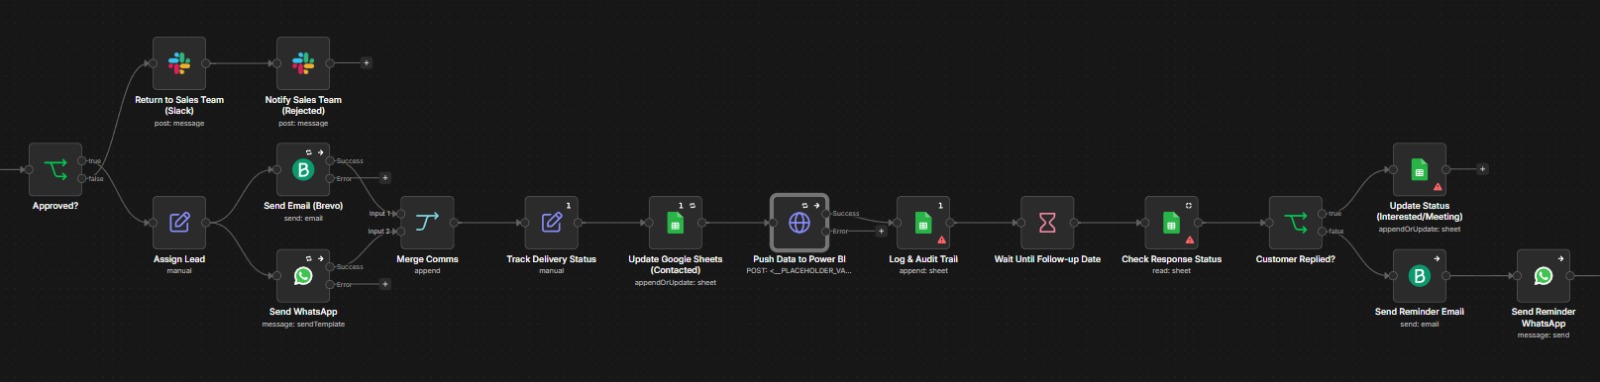 Return to Sales Team
(Slack)
post: message
Notify Sales Team
(Rejected)
post: message
true
false
Approved?
Success
Error
Send Email (Brevo)
send: email
Assign Lead
manual
Success
Error
Send WhatsApp
message: sendTemplate
Input 1
Input 2
Merge Comms
append
1
Track Delivery Status
manual
1
Update Google Sheets
(Contacted)
appendOrUpdate: sheet
Success
Error
Push Data to Power BI
POST: <__PLACEHOLDER_VA...
1
Log & Audit Trail
append: sheet
Wait Until Follow-up Date
Check Response Status
read: sheet
true
false
Customer Replied?
Update Status
(Interested/Meeting)
appendOrUpdate: sheet
Send Reminder Email
send: email
Send Reminder
WhatsApp
message: send